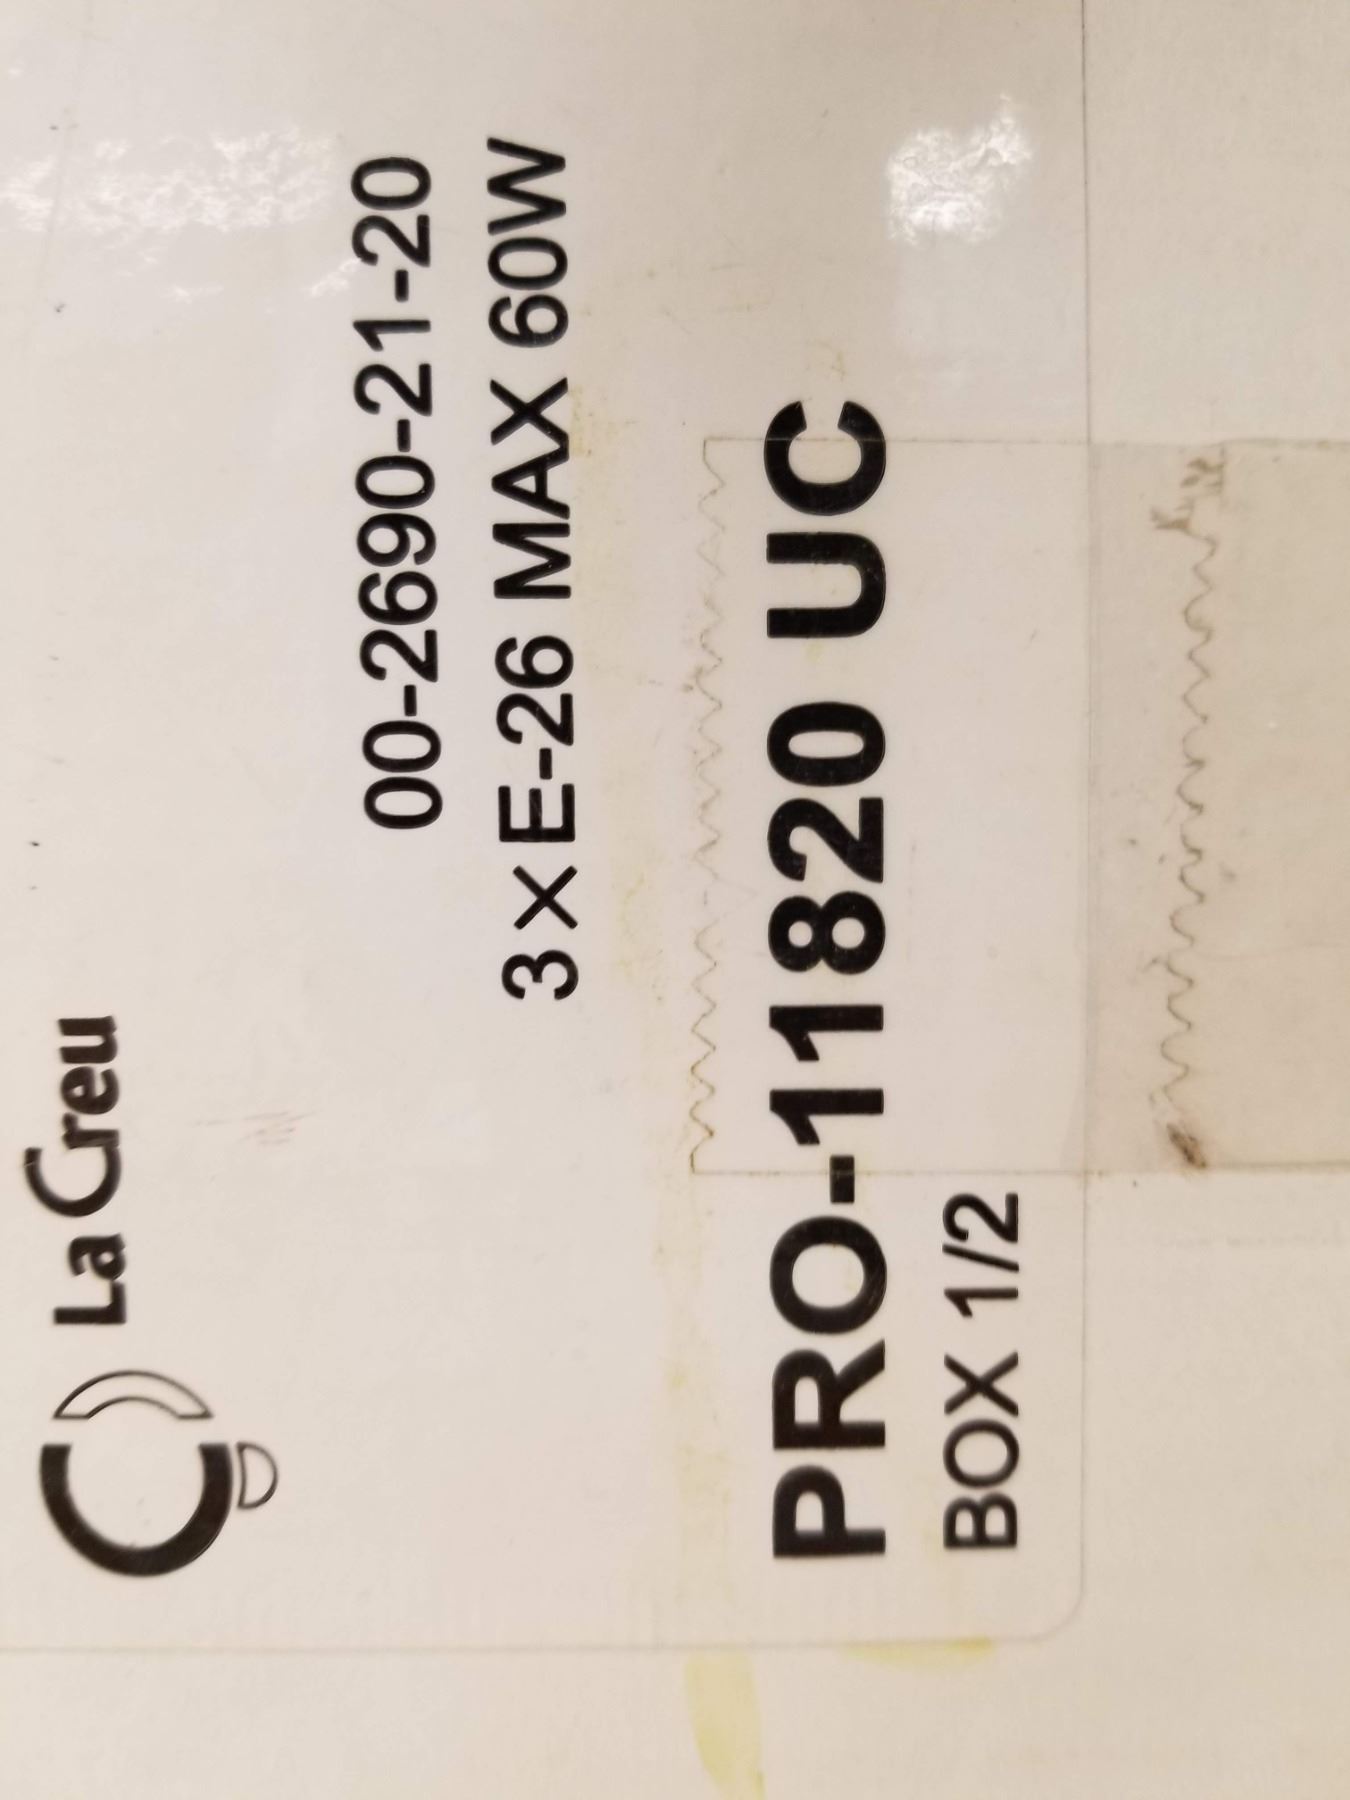 La Creu
00-2690-21-20
3×E-26 MAX 60W
PRO-11820 UC
BOX 1/2